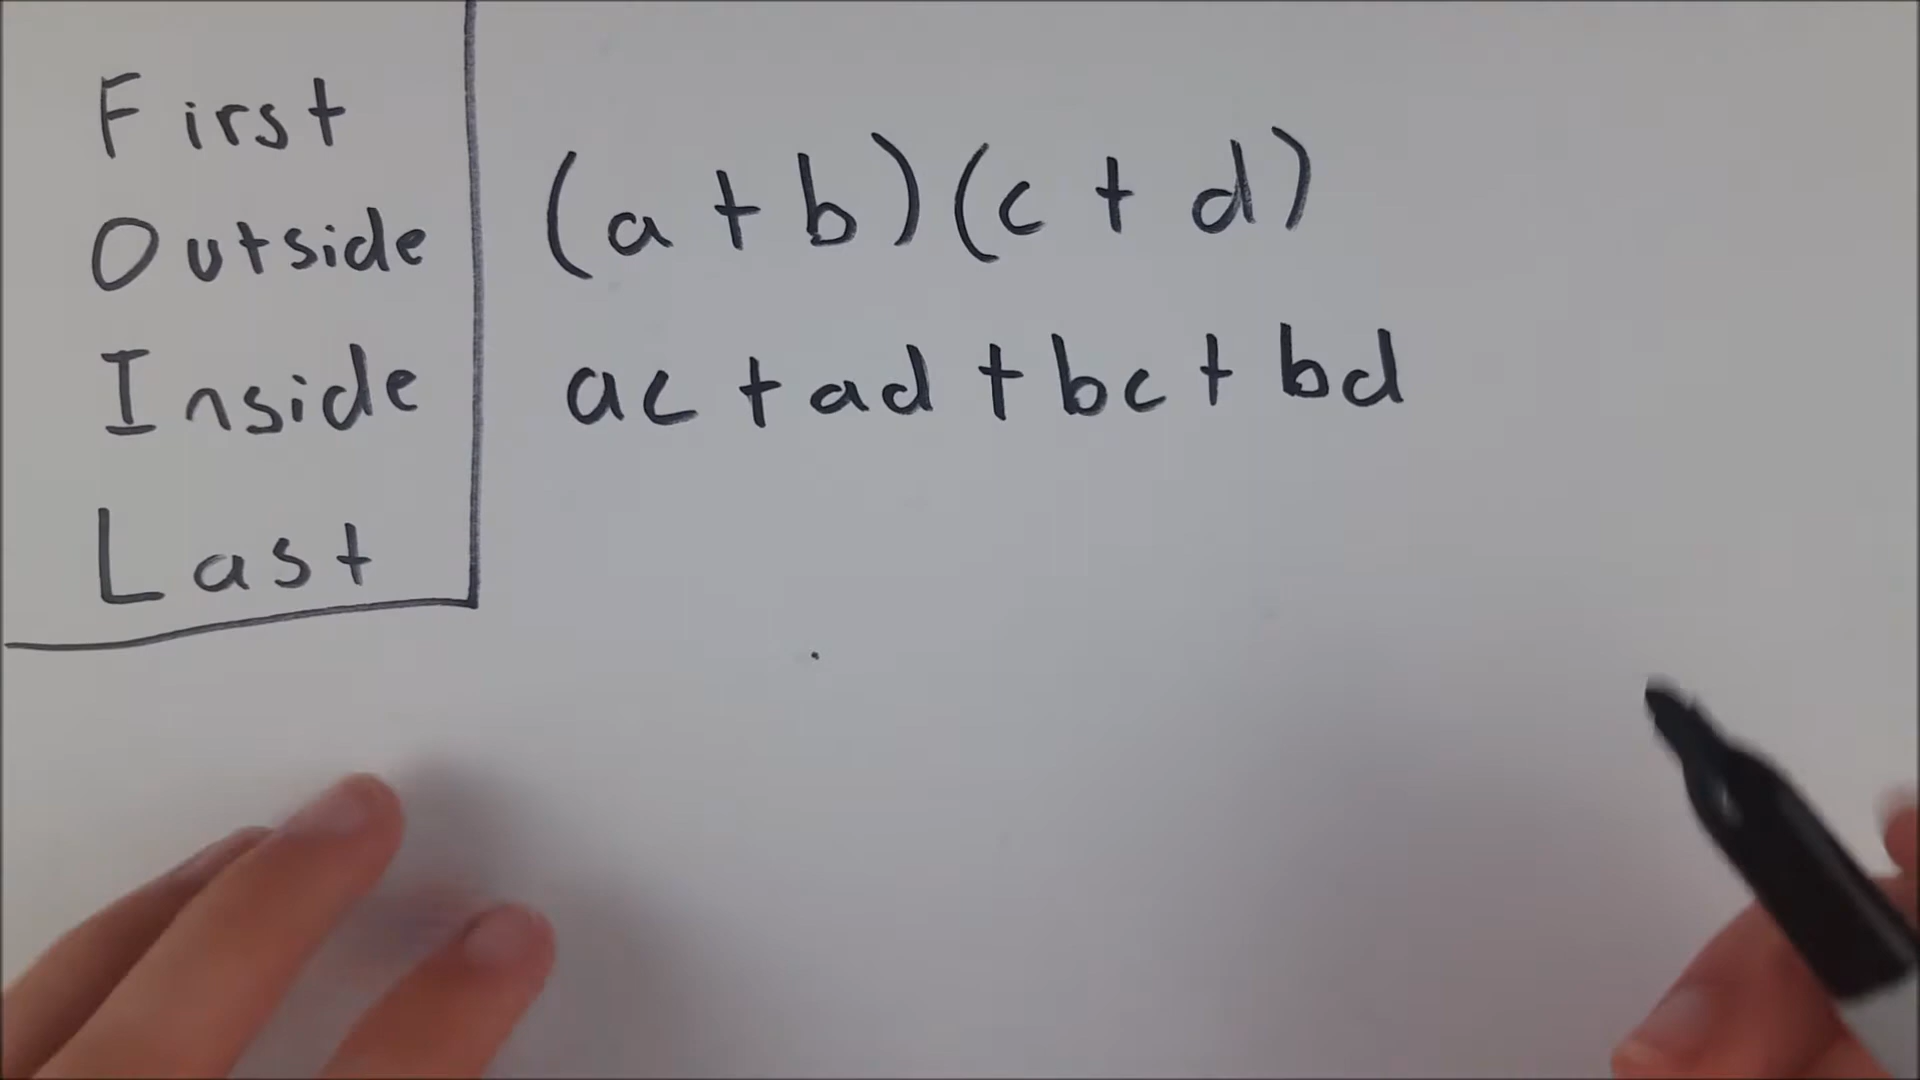 First
Outside
Inside
Last
(a + b)(c + d)
ac + ad + bc + bd